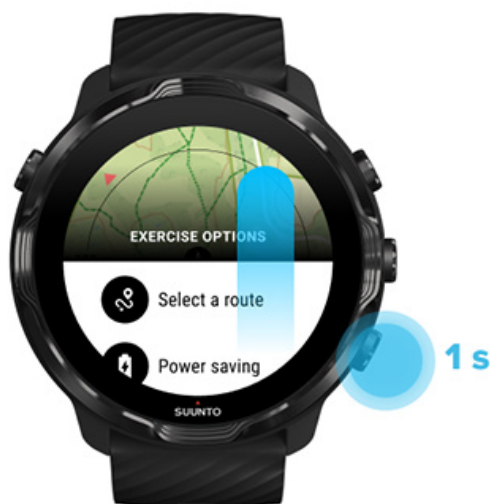 EXERCISE OPTIONS
Select a route
Power saving
SUUNTO
1 s